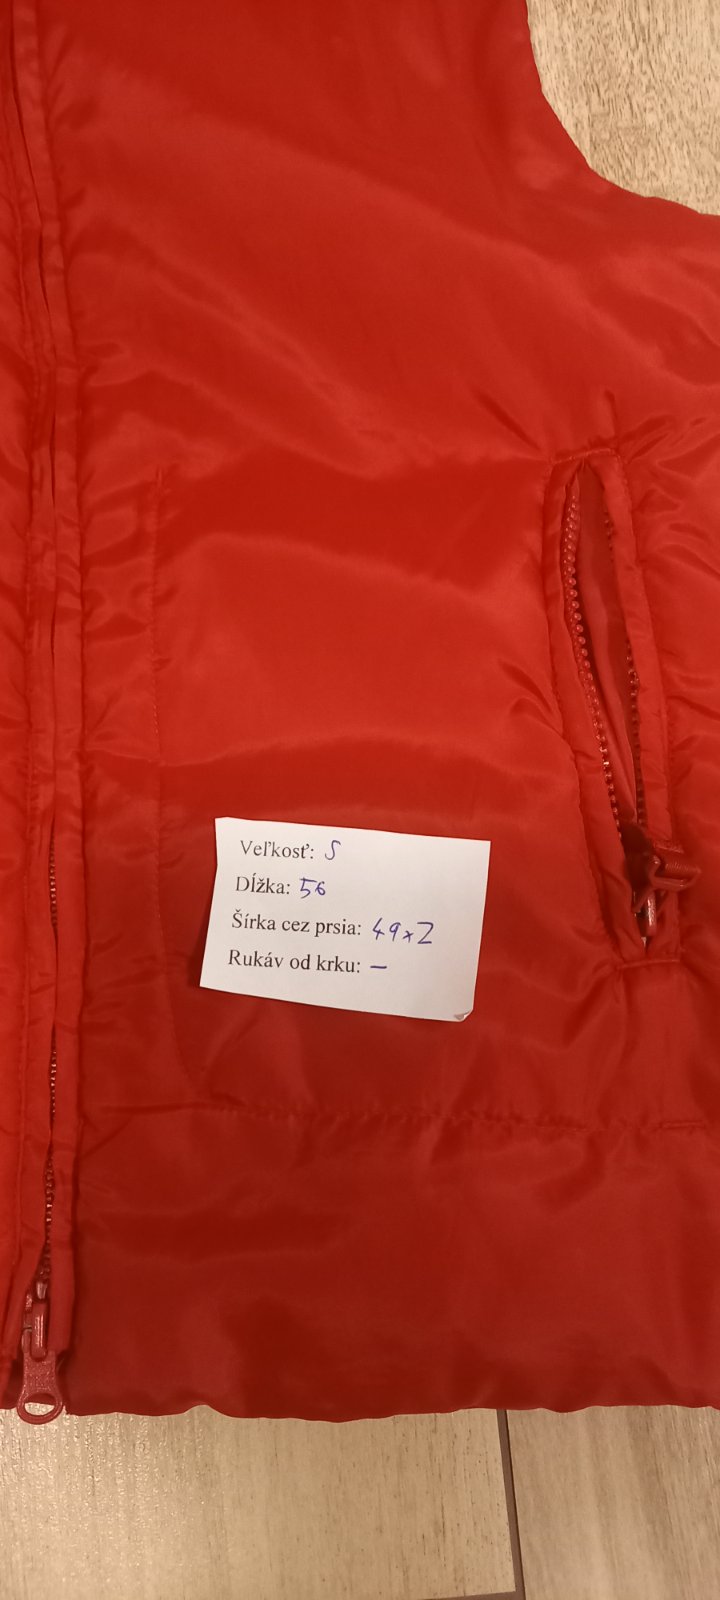 Veľkosť: S
Dĺžka: 56
Šírka cez prsia: 49x2
Rukáv od krku: –